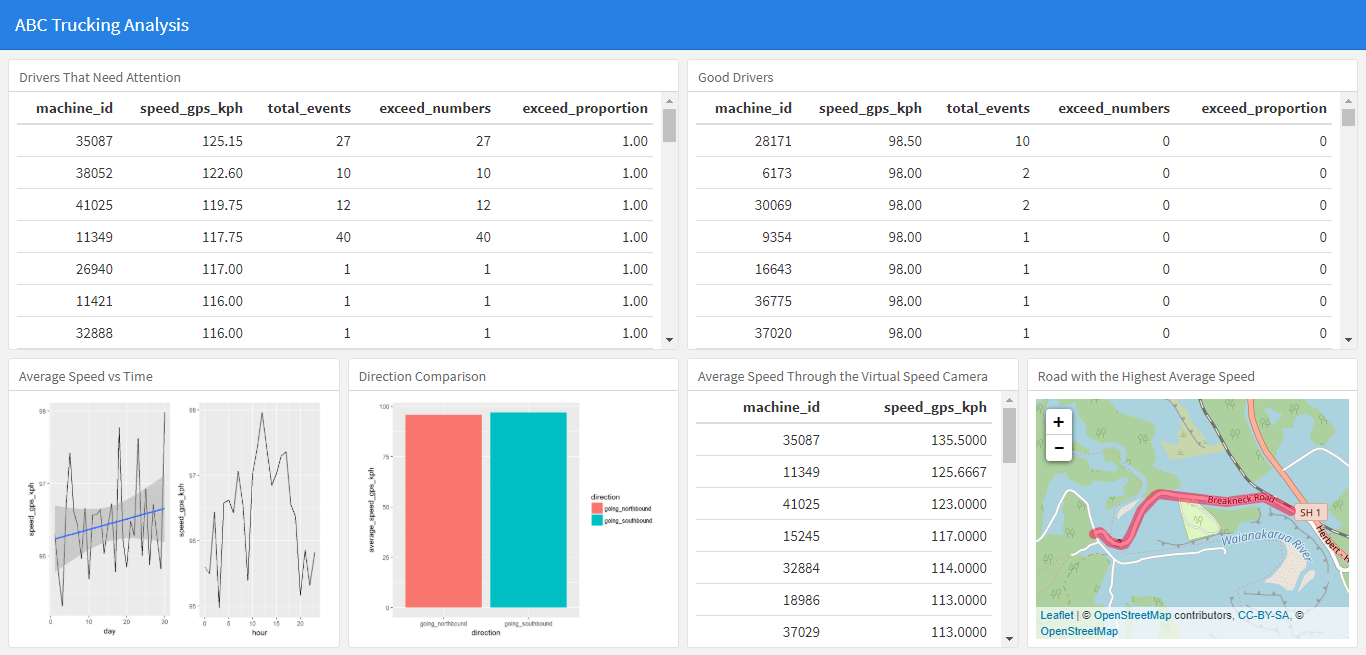 ABC Trucking Analysis
Drivers That Need Attention
machine_id speed_gps_kph total_events exceed_numbers exceed_proportion
35087 125.15 27 27 1.00
38052 122.60 10 10 1.00
41025 119.75 12 12 1.00
11349 117.75 40 40 1.00
26940 117.00 1 1 1.00
11421 116.00 1 1 1.00
32888 116.00 1 1 1.00
Good Drivers
machine_id speed_gps_kph total_events exceed_numbers exceed_proportion
28171 98.50 10 0 0
6173 98.00 2 0 0
30069 98.00 2 0 0
9354 98.00 1 0 0
16643 98.00 1 0 0
36775 98.00 1 0 0
37020 98.00 1 0 0
Average Speed vs Time
speed_gps_kph
98
97
96
0 10 20 30
day
speed_gps_kph
98
97
96
95
0 5 10 15 20
hour
Direction Comparison
average_speed_gps_kph
100
75
50
25
0
going_northbound going_southbound
direction
direction
going_northbound
going_southbound
Average Speed Through the Virtual Speed Camera
machine_id speed_gps_kph
35087 135.5000
11349 125.6667
41025 123.0000
15245 117.0000
32884 114.0000
18986 113.0000
37029 113.0000
Road with the Highest Average Speed
+
−
Breakneck Road
SH 1
Waianakarua River
Herbert - H
Leaflet | © OpenStreetMap contributors, CC-BY-SA, ©
OpenStreetMap